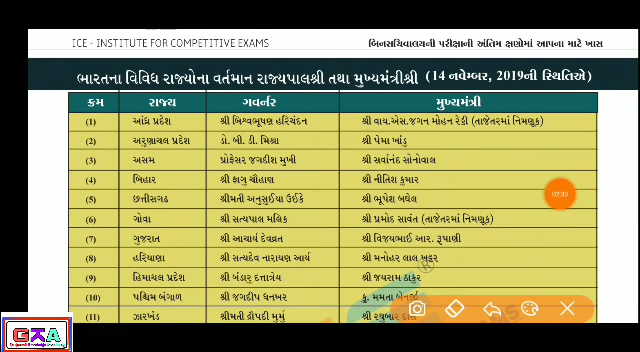 ICE - INSTITUTE FOR COMPETITIVE EXAMS બિનસચિવાલયની પરીક્ષાની અંતિમ ક્ષણોમાં આપના માટે ખાસ
ભારતના વિવિધ રાજ્યોના વર્તમાન રાજ્યપાલશ્રી તથા મુખ્યમંત્રીશ્રી (14 નવેમ્બર, 2019ની સ્થિતિએ)
ક્રમ રાજ્ય ગવર્નર મુખ્યમંત્રી
(1) આંધ્ર પ્રદેશ શ્રી બિશ્વભૂષણ હરિચંદન શ્રી વાય.એસ.જગન મોહન રેડ્ડી (તાજેતરમાં નિમણૂક)
(2) અરુણાચલ પ્રદેશ ડો. બી. ડી. મિશ્રા શ્રી પેમા ખાંડુ
(3) અસમ પ્રોફેસર જગદીશ મુખી શ્રી સર્વાનંદ સોનોવાલ
(4) બિહાર શ્રી ફાગુ ચૌહાણ શ્રી નીતિશ કુમાર
(5) છત્તીસગઢ શ્રીમતી અનુસુઈયા ઉઈકે શ્રી ભૂપેશ બઘેલ
02:33
(6) ગોવા શ્રી સત્યપાલ મલિક શ્રી પ્રમોદ સાવંત (તાજેતરમાં નિમણૂક)
(7) ગુજરાત શ્રી આચાર્ય દેવવ્રત શ્રી વિજયભાઈ આર. રૂપાણી
(8) હરિયાણા શ્રી સત્યદેવ નારાયણ આર્ય શ્રી મનોહર લાલ ખટ્ટર
(9) હિમાચલ પ્રદેશ શ્રી બંડારુ દત્તાત્રેય શ્રી જયરામ ઠાકુર
(10) પશ્ચિમ બંગાળ શ્રી જગદીપ ધનખર કુ. મમતા બેનર્જી
(11) ઝારખંડ શ્રીમતી દ્રૌપદી મુર્મુ શ્રી રઘુબાર દાસ
GKA